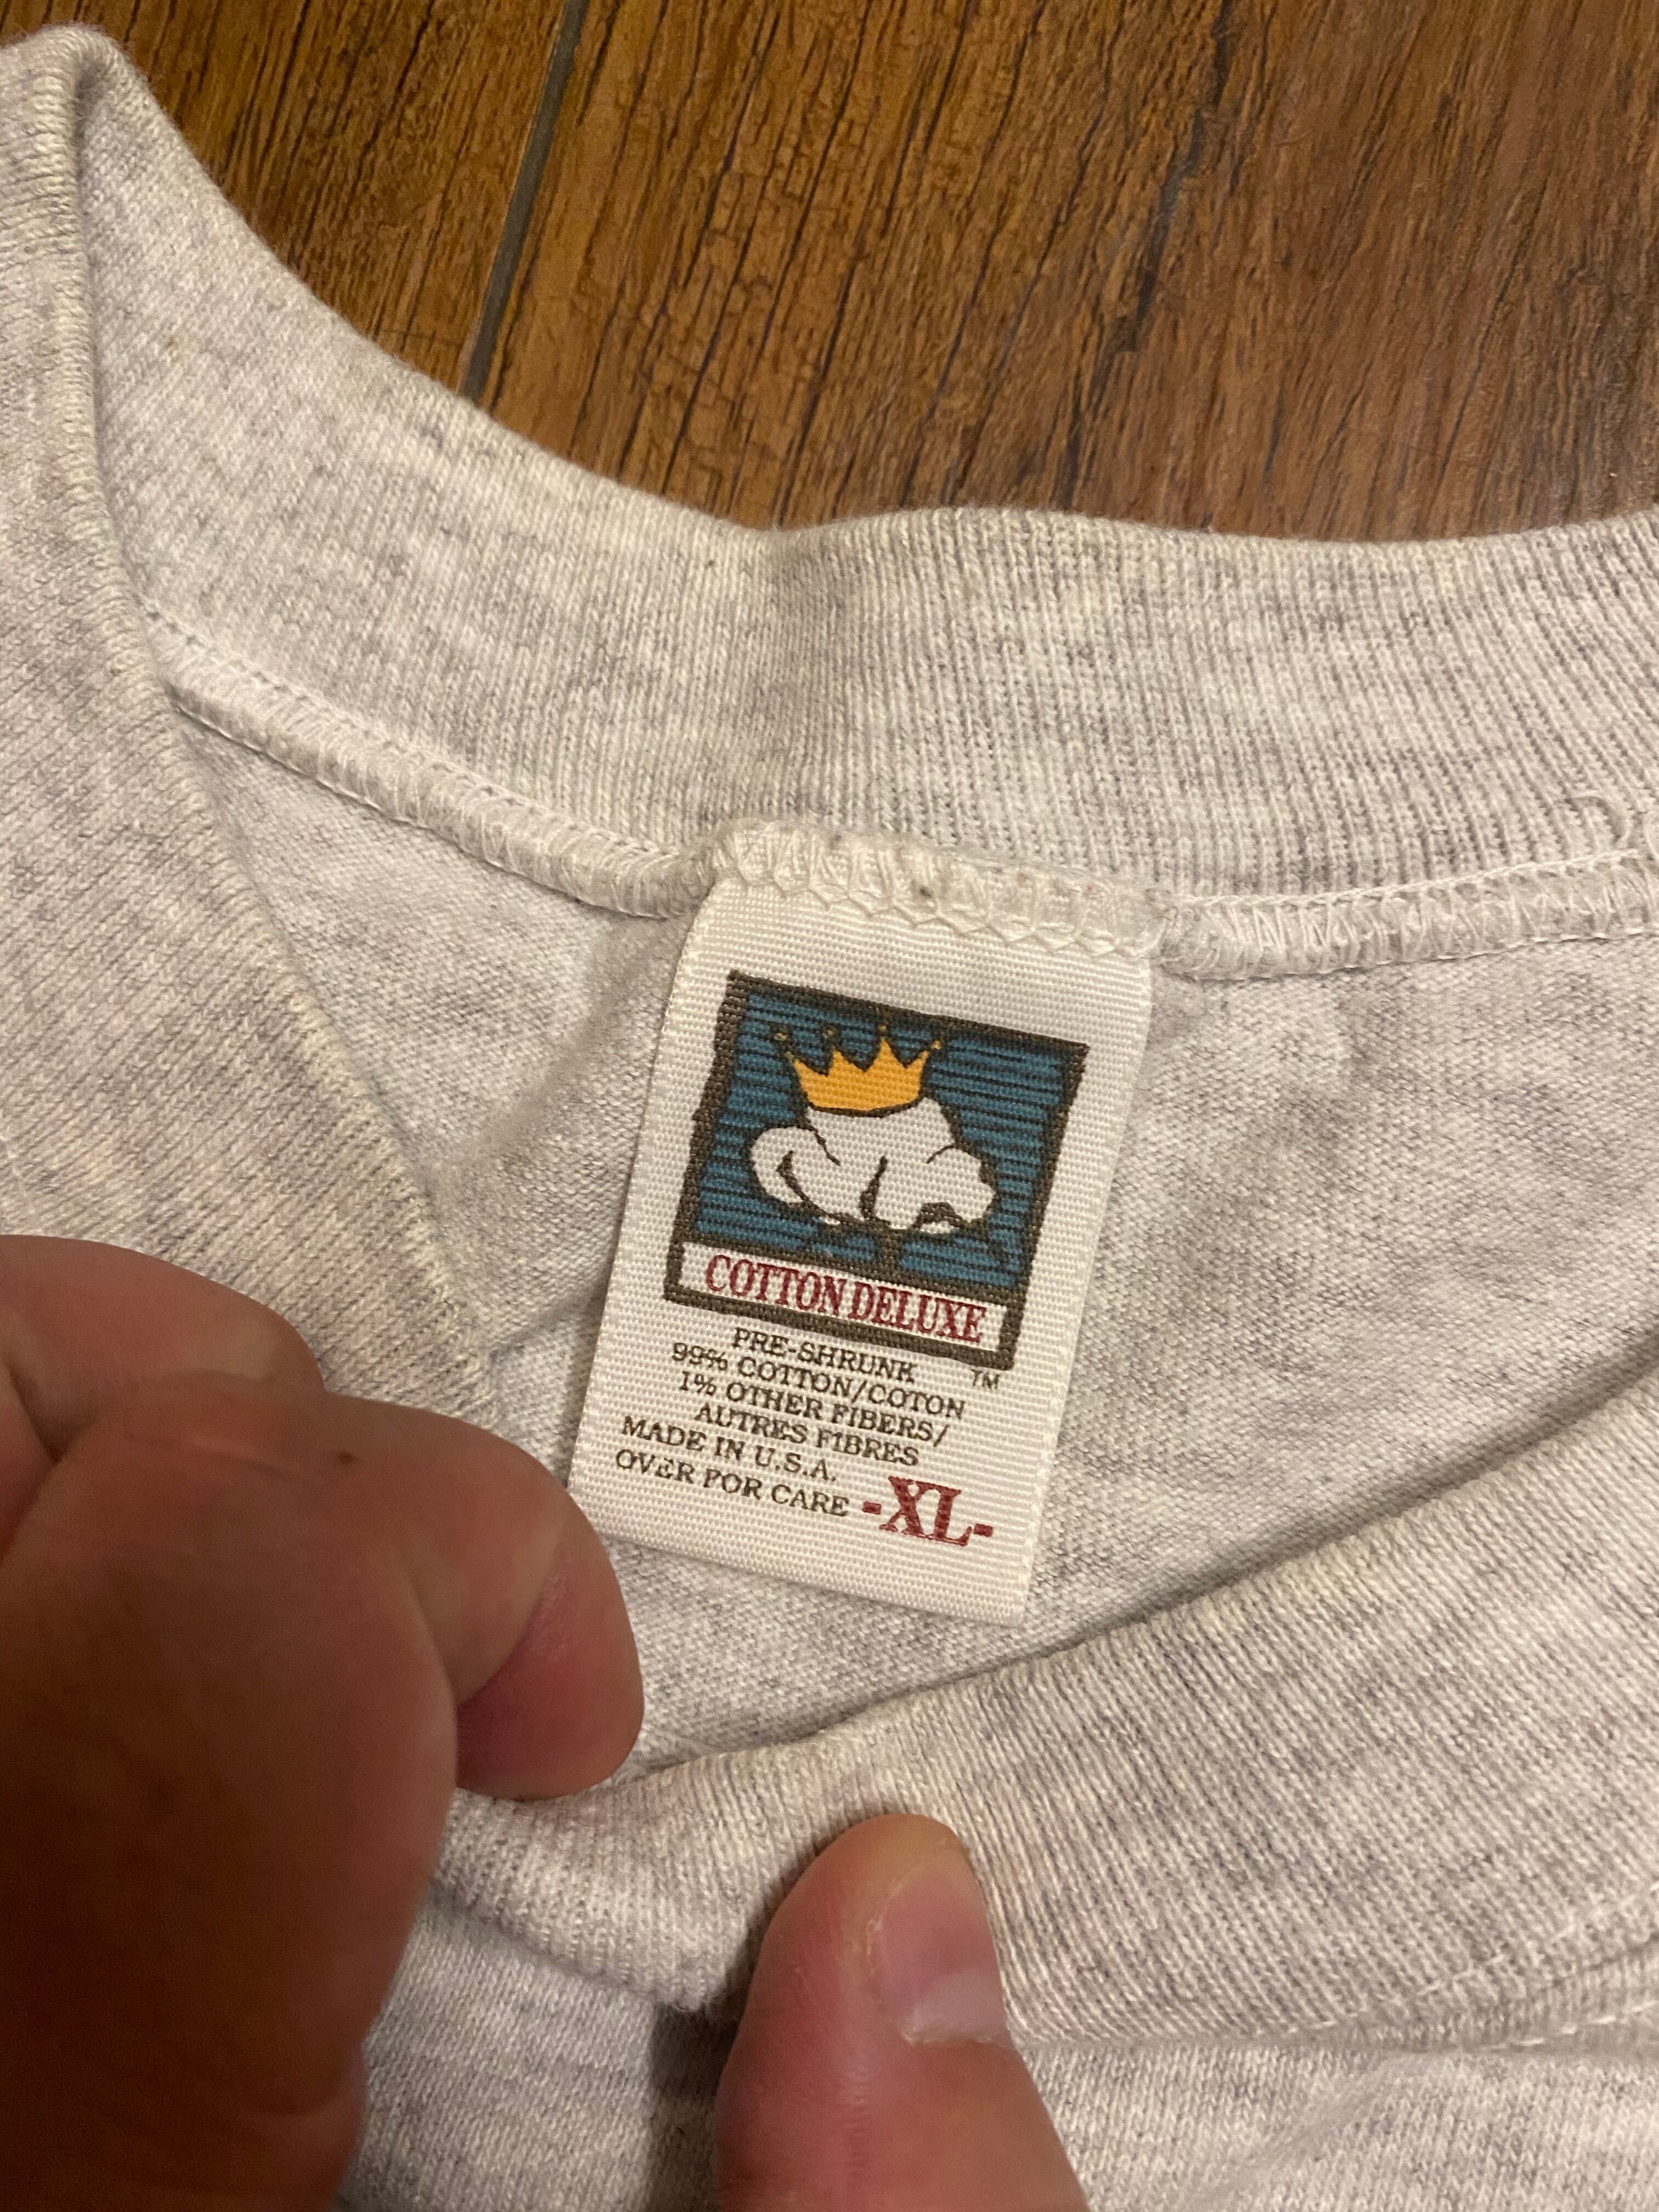 COTTON DELUXE
TM
PRE-SHRUNK
99% COTTON/COTON
1% OTHER FIBERS/
AUTRES FIBRES
MADE IN U.S.A.
OVER FOR CARE
-XL-